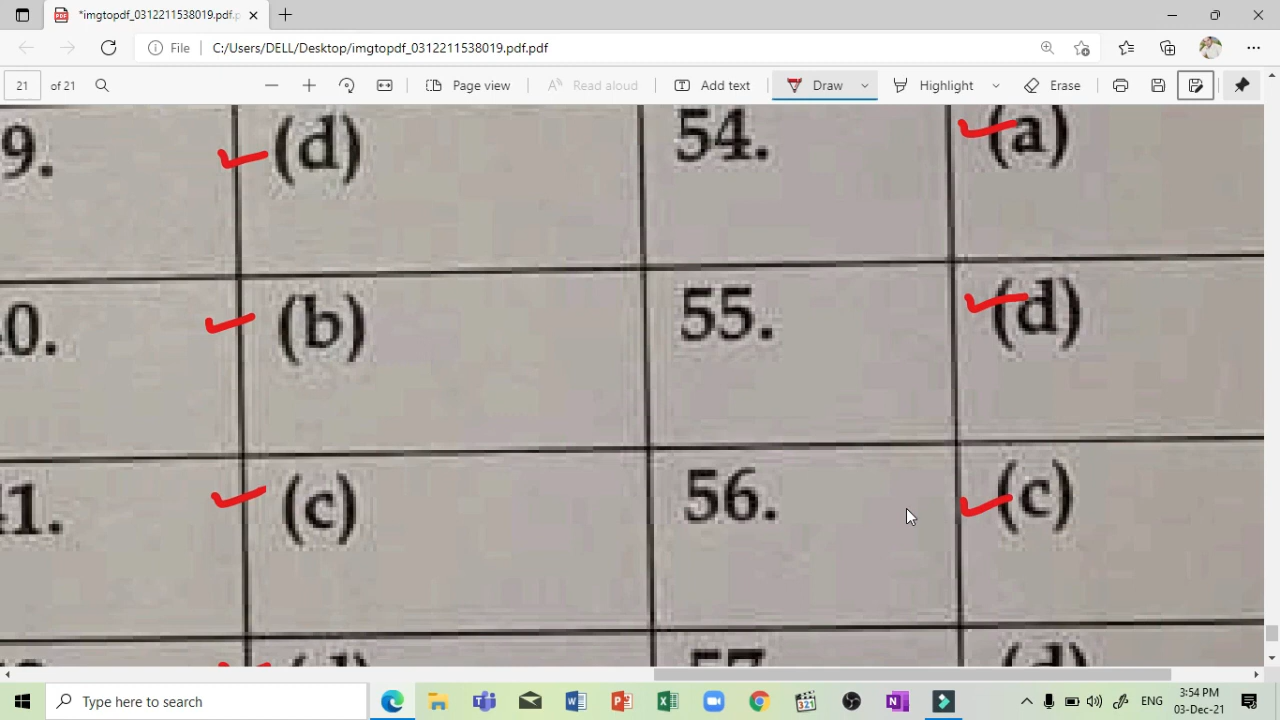 *imgtopdf_0312211538019.pdf.p
File C:/Users/DELL/Desktop/imgtopdf_0312211538019.pdf.pdf
21 of 21 Page view Read aloud Add text Draw Highlight Erase
9. (d) 54. (a)
0. (b) 55. (d)
1. (c) 56. (c)
(d) 57. (d)
Type here to search
ENG 3:54 PM
03-Dec-21